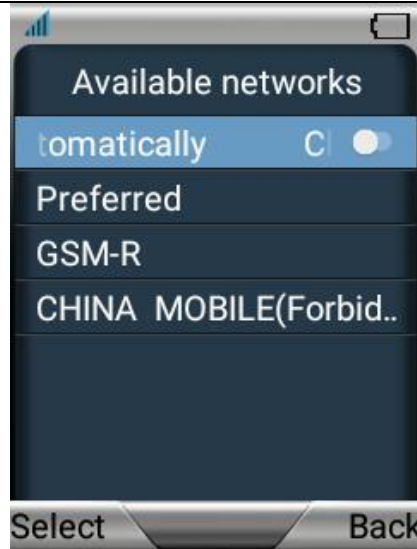 Available networks
tomatically C
Preferred
GSM-R
CHINA MOBILE(Forbid..
Select Back